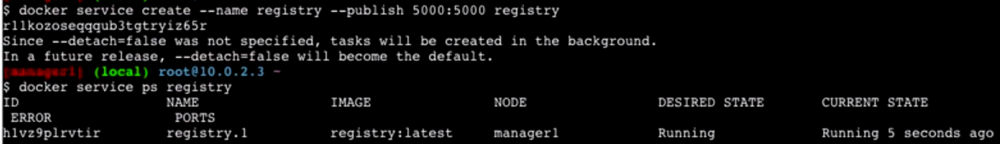 $ docker service create --name registry --publish 5000:5000 registry
r1lkozoseqqqub3tgtryiz65r
Since --detach=false was not specified, tasks will be created in the background.
In a future release, --detach=false will become the default.
[manager1] (local) root@10.0.2.3 ~
$ docker service ps registry
ID NAME IMAGE NODE DESIRED STATE CURRENT STATE
ERROR PORTS
h1vz9plrvtir registry.1 registry:latest manager1 Running Running 5 seconds ago